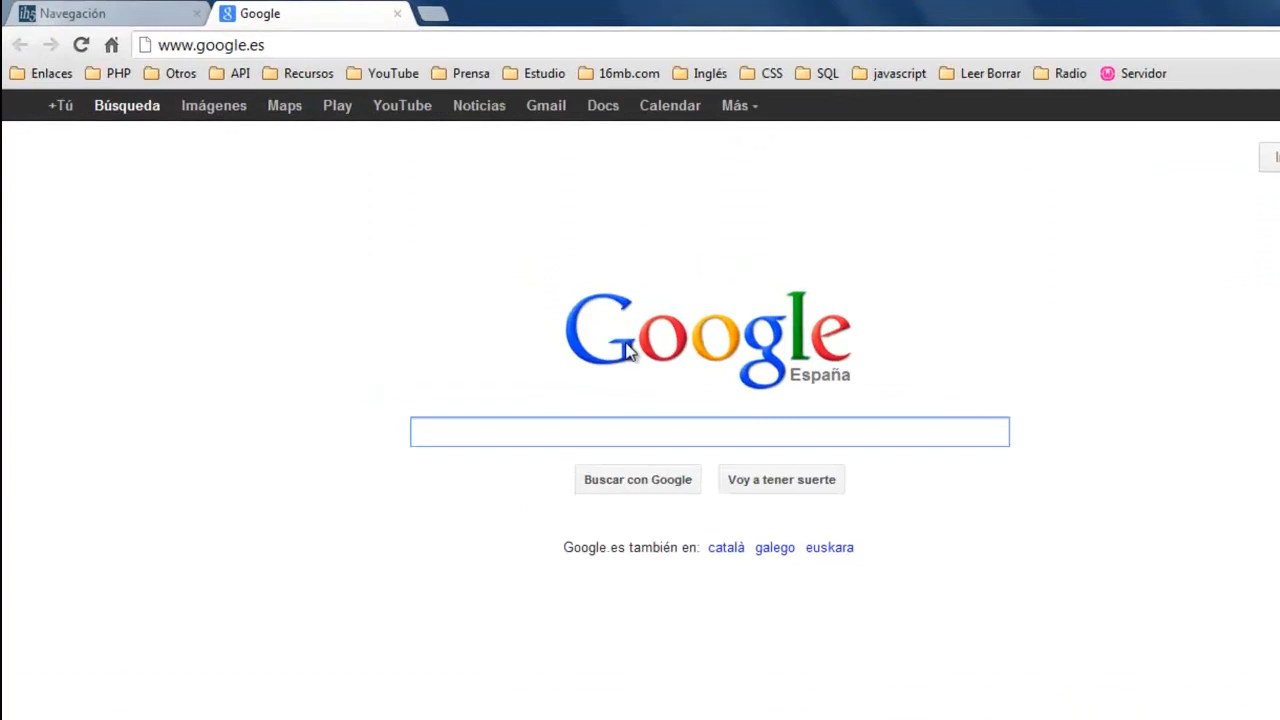 Navegación
Google
www.google.es
Enlaces PHP Otros API Recursos YouTube Prensa Estudio 16mb.com Inglés CSS SQL javascript Leer Borrar Radio Servidor
+Tú Búsqueda Imágenes Maps Play YouTube Noticias Gmail Docs Calendar Más
Google
España
Buscar con Google Voy a tener suerte
Google.es también en: català galego euskara